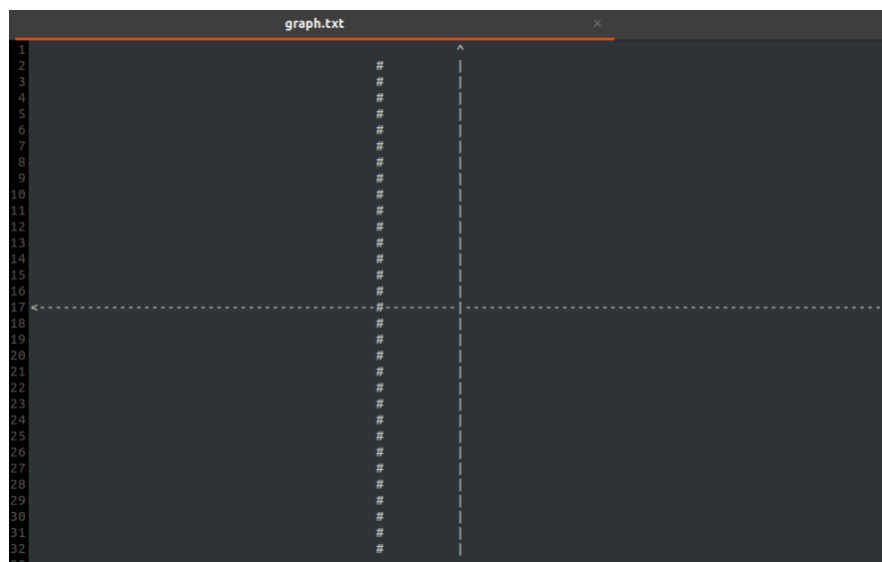 graph.txt ×
1 ^
2 # |
3 # |
4 # |
5 # |
6 # |
7 # |
8 # |
9 # |
10 # |
11 # |
12 # |
13 # |
14 # |
15 # |
16 # |
17 <------------------------------------------#---------|----------------------------------------------------
18 # |
19 # |
20 # |
21 # |
22 # |
23 # |
24 # |
25 # |
26 # |
27 # |
28 # |
29 # |
30 # |
31 # |
32 # |